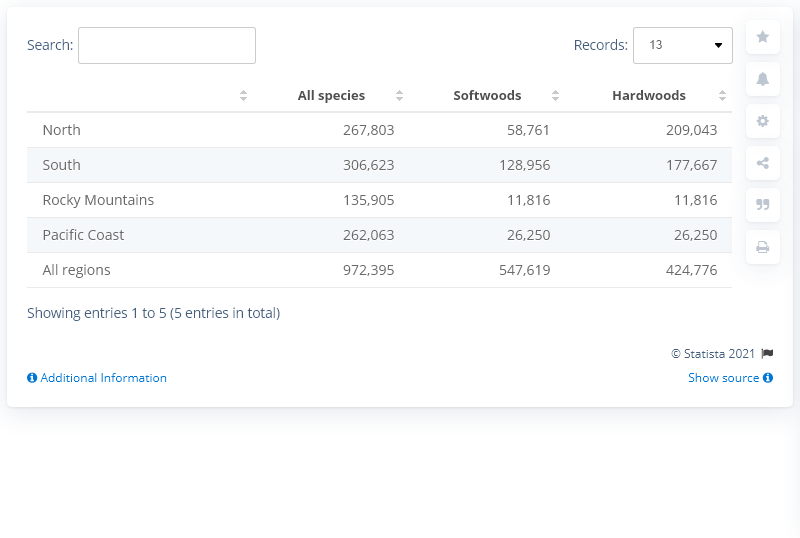 Search: Records: 13
All species Softwoods Hardwoods
North 267,803 58,761 209,043
South 306,623 128,956 177,667
Rocky Mountains 135,905 11,816 11,816
Pacific Coast 262,063 26,250 26,250
All regions 972,395 547,619 424,776
Showing entries 1 to 5 (5 entries in total)
© Statista 2021
Additional Information Show source